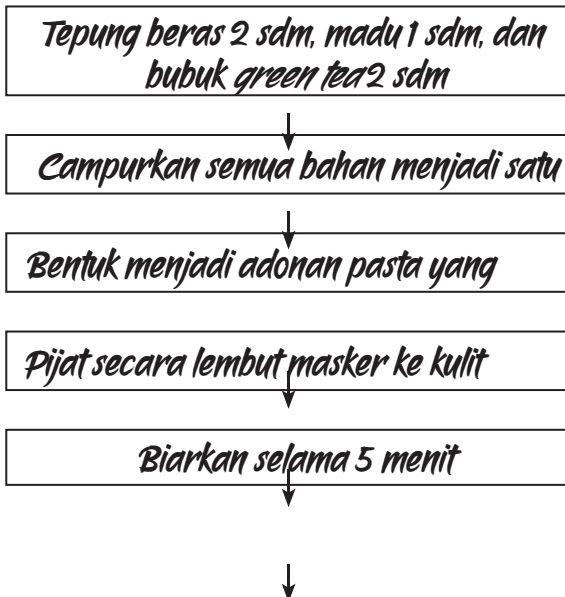 Tepung beras 2 sdm, madu 1 sdm, dan
bubuk green tea 2 sdm
Campurkan semua bahan menjadi satu
Bentuk menjadi adonan pasta yang
Pijat secara lembut masker ke kulit
Biarkan selama 5 menit